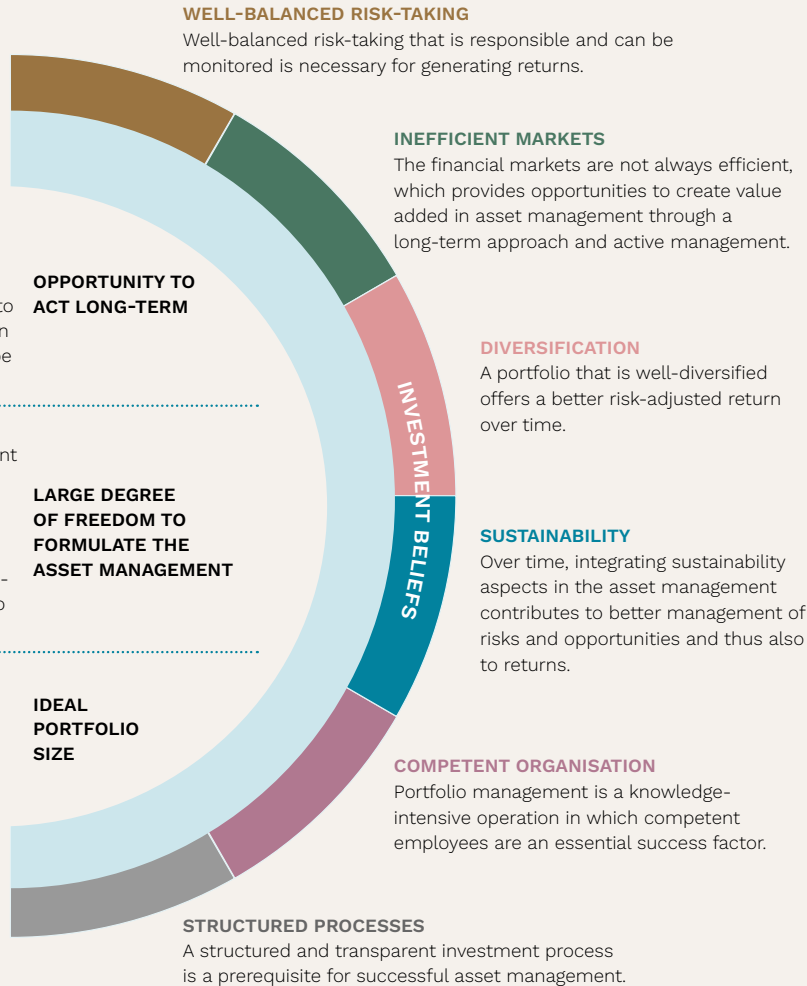 WELL-BALANCED RISK-TAKING
Well-balanced risk-taking that is responsible and can be
monitored is necessary for generating returns.
INEFFICIENT MARKETS
The financial markets are not always efficient,
which provides opportunities to create value
added in asset management through a
long-term approach and active management.
OPPORTUNITY TO
ACT LONG-TERM
to
n
DIVERSIFICATION
A portfolio that is well-diversified
offers a better risk-adjusted return
over time.
INVESTMENT BELIEFS
nt
LARGE DEGREE
OF FREEDOM TO
FORMULATE THE
ASSET MANAGEMENT
-
SUSTAINABILITY
Over time, integrating sustainability
aspects in the asset management
contributes to better management of
risks and opportunities and thus also
to returns.
IDEAL
PORTFOLIO
SIZE
COMPETENT ORGANISATION
Portfolio management is a knowledge-
intensive operation in which competent
employees are an essential success factor.
STRUCTURED PROCESSES
A structured and transparent investment process
is a prerequisite for successful asset management.